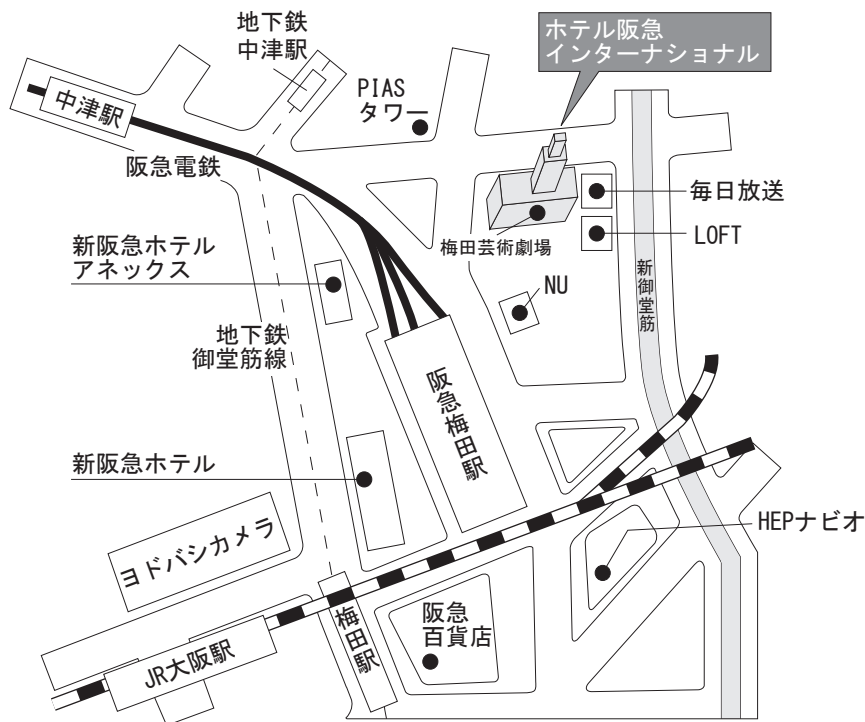 地下鉄
中津駅
ホテル阪急
インターナショナル
PIAS
タワー
中津駅
阪急電鉄
毎日放送
LOFT
梅田芸術劇場
新阪急ホテル
アネックス
NU
新御堂筋
地下鉄
御堂筋線
阪急梅田駅
新阪急ホテル
HEPナビオ
ヨドバシカメラ
阪急
百貨店
梅田駅
JR大阪駅